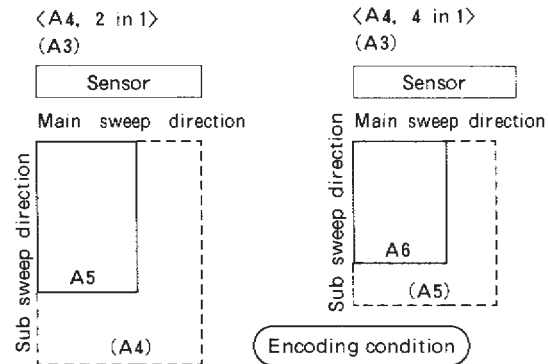 〈A4, 2 in 1〉
(A3)
Sensor
Main sweep direction
Sub sweep direction
A5
(A4)
〈A4, 4 in 1〉
(A3)
Sensor
Main sweep direction
Sub sweep direction
A6
(A5)
Encoding condition